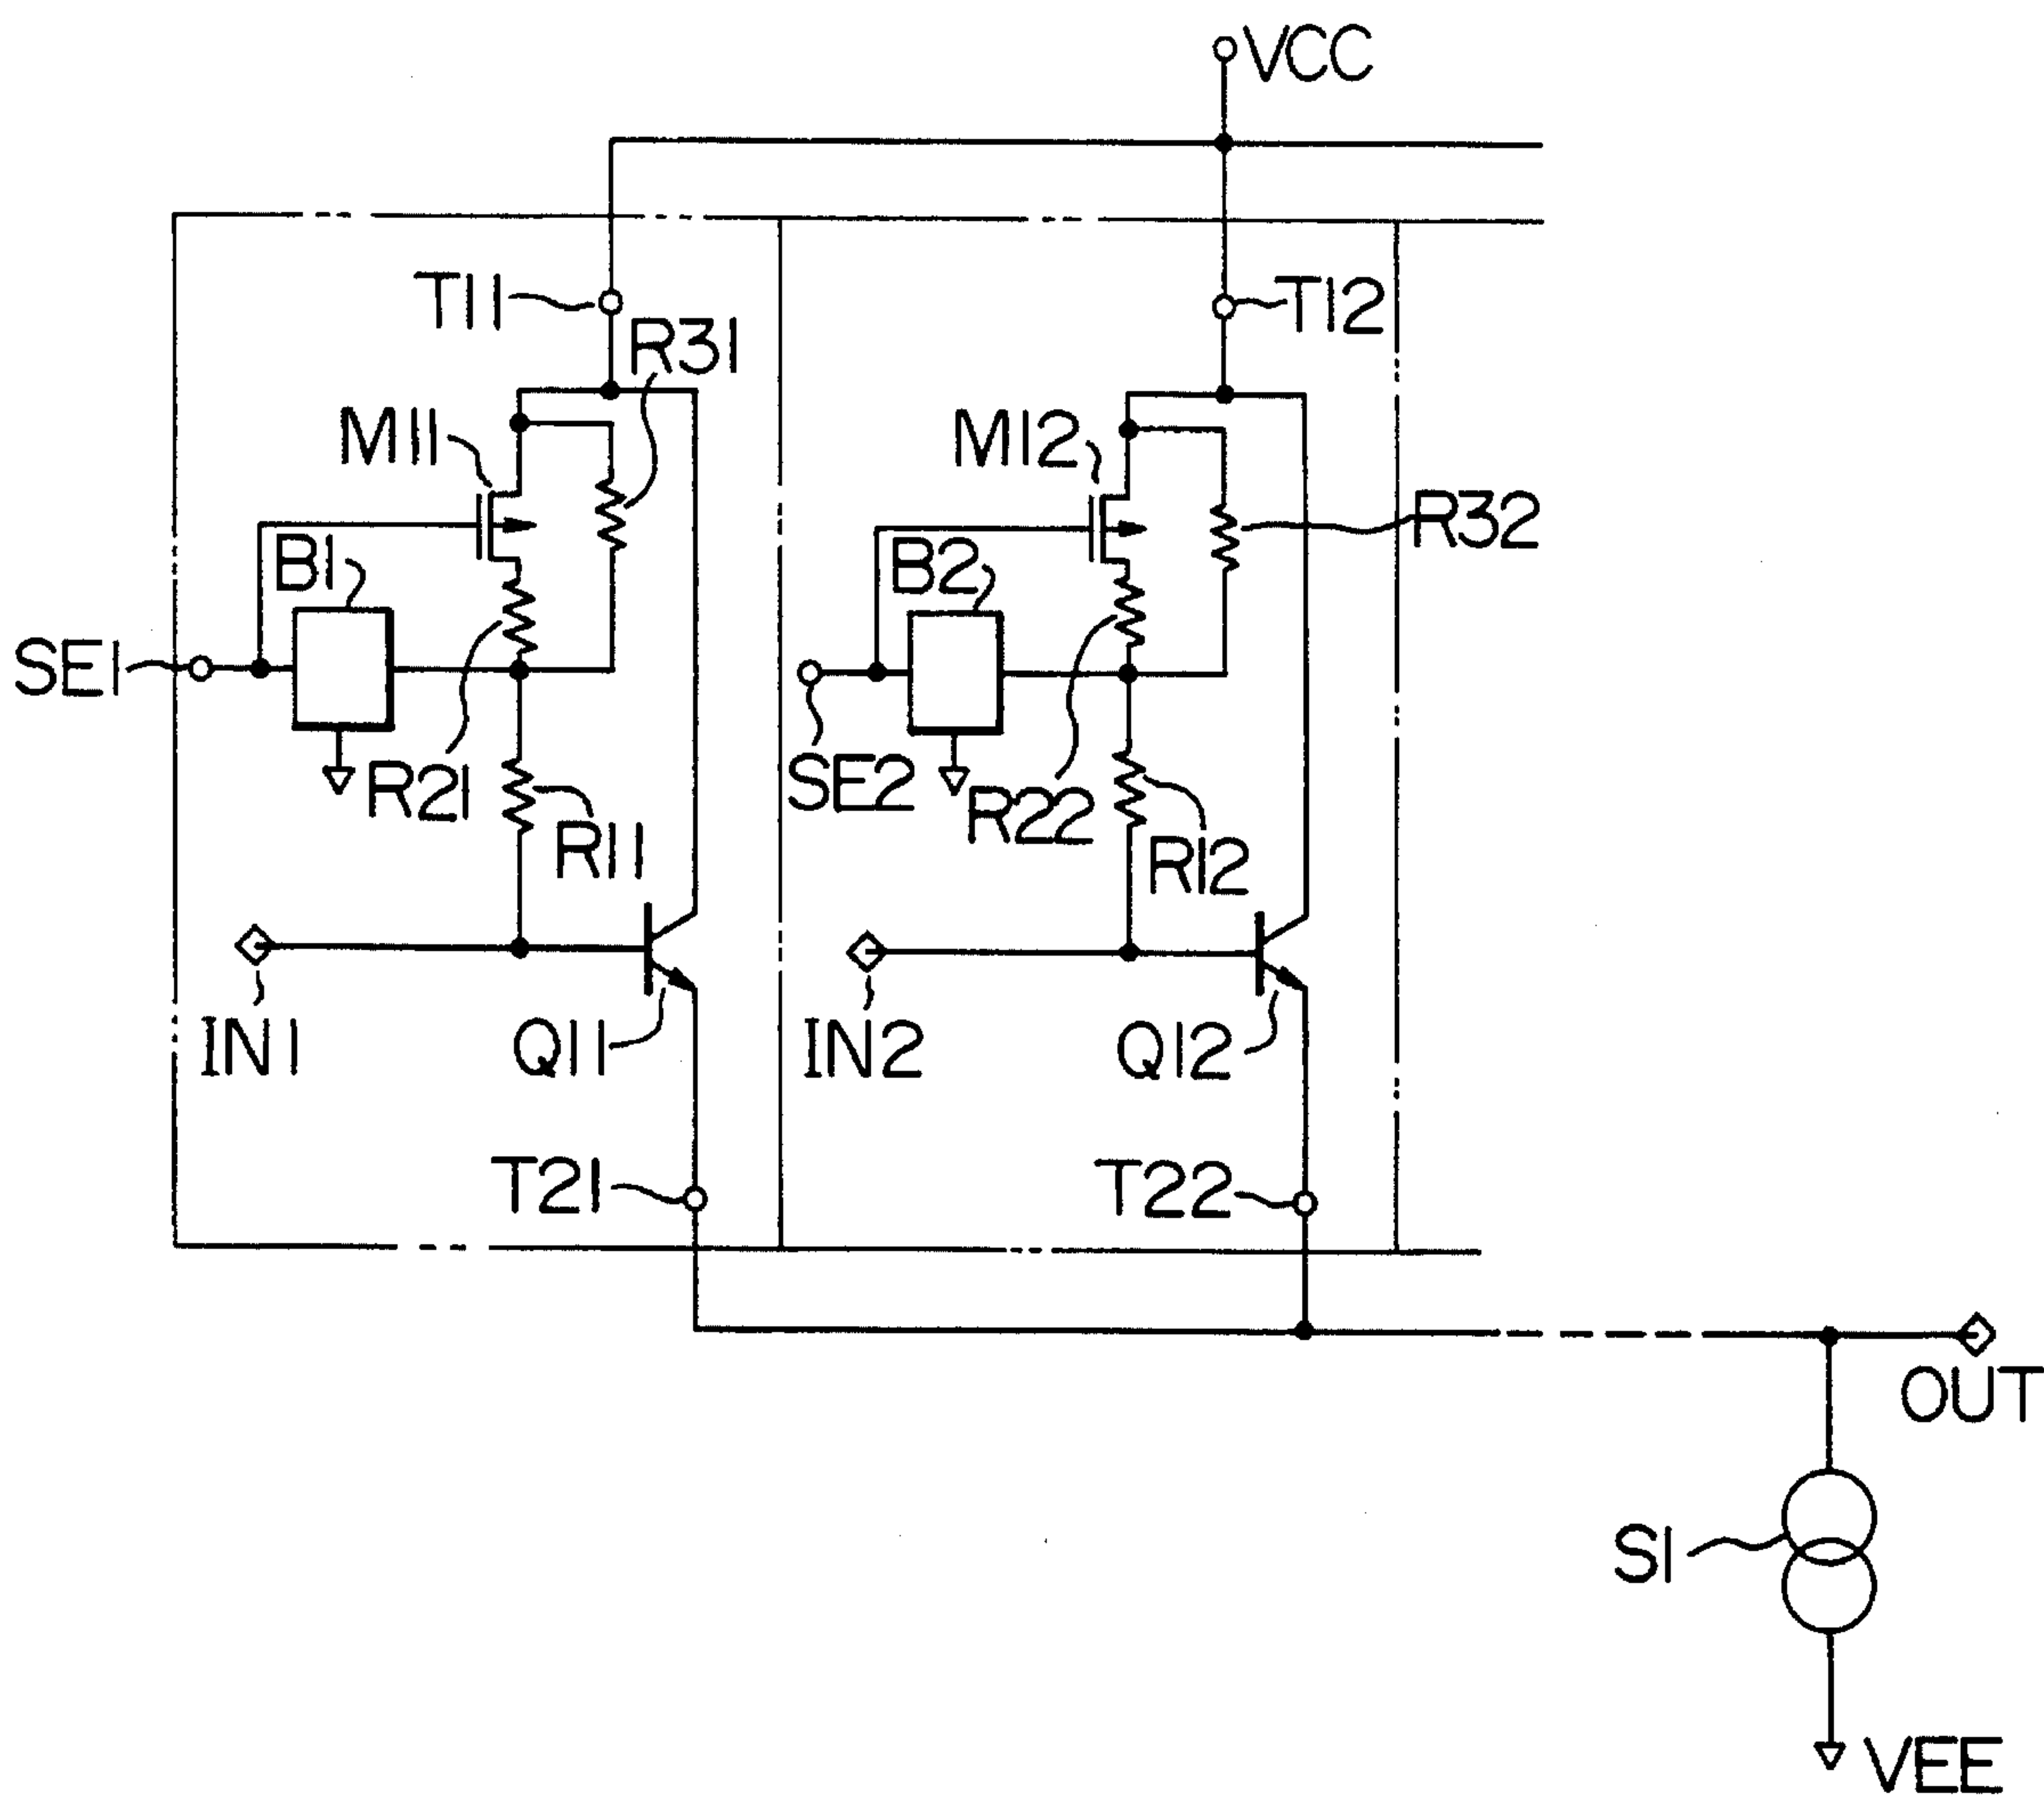 VCC
T11
T12
R31
M11
M12
R32
B1
B2
SE1
SE2
R21
R22
R11
R12
IN1
Q11
IN2
Q12
T21
T22
OUT
S1
VEE